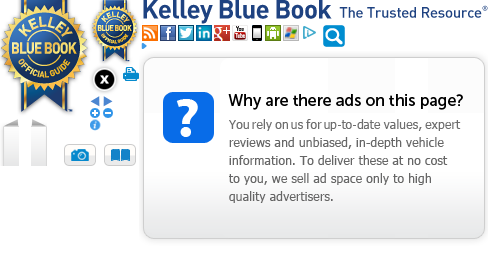 KELLEY
BLUE BOOK
OFFICIAL GUIDE
KELLEY
BLUE BOOK
OFFICIAL GUIDE
Kelley Blue Book The Trusted Resource®
You
Tube
X
Why are there ads on this page?
You rely on us for up-to-date values, expert
reviews and unbiased, in-depth vehicle
information. To deliver these at no cost
to you, we sell ad space only to high
quality advertisers.